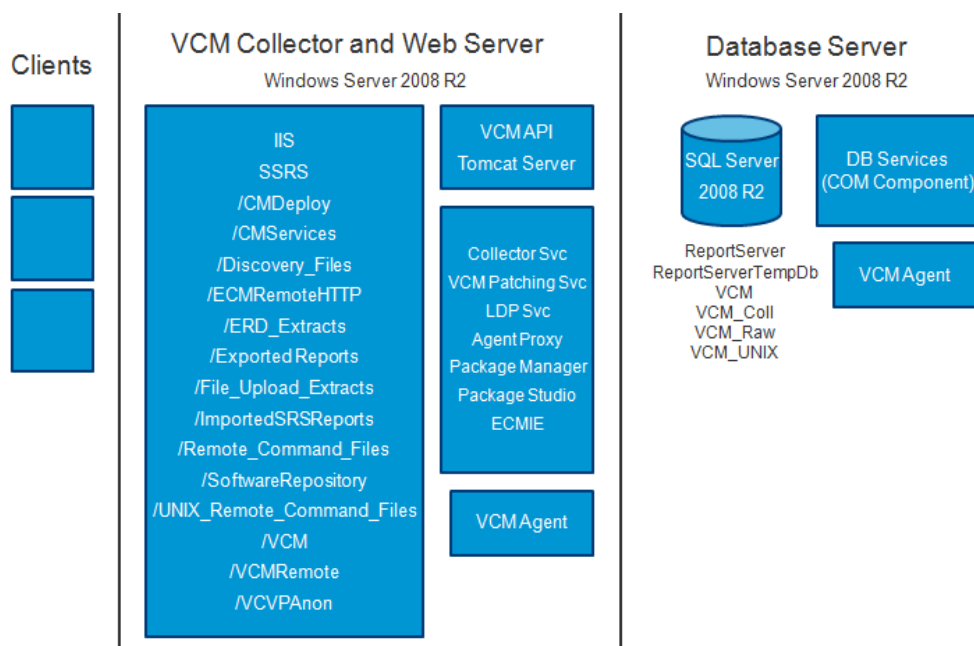 Clients
VCM Collector and Web Server
Windows Server 2008 R2
IIS
SSRS
/CMDeploy
/CMServices
/Discovery_Files
/ECMRemoteHTTP
/ERD_Extracts
/Exported Reports
/File_Upload_Extracts
/ImportedSRSReports
/Remote_Command_Files
/SoftwareRepository
/UNIX_Remote_Command_Files
/VCM
/VCMRemote
/VCVPAnon
VCM API
Tomcat Server
Collector Svc
VCM Patching Svc
LDP Svc
Agent Proxy
Package Manager
Package Studio
ECMIE
VCM Agent
Database Server
Windows Server 2008 R2
SQL Server
2008 R2
ReportServer
ReportServerTempDb
VCM
VCM_Coll
VCM_Raw
VCM_UNIX
DB Services
(COM Component)
VCM Agent